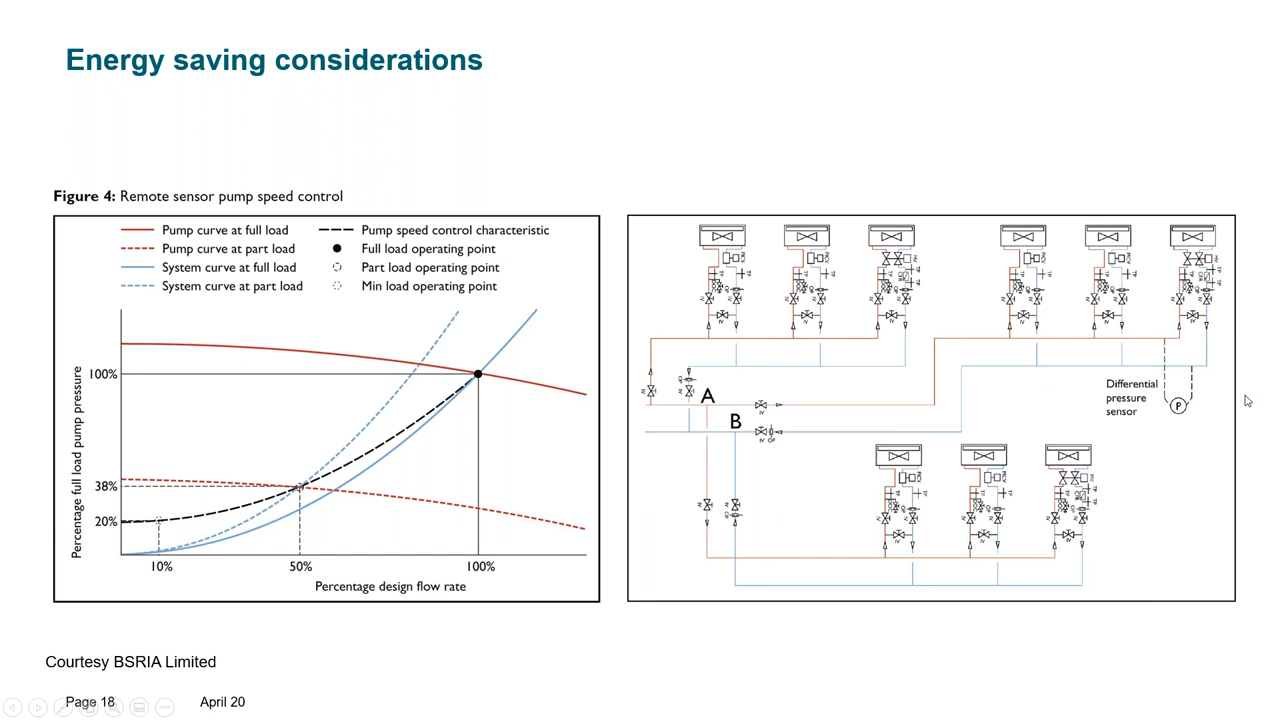 Energy saving considerations
Figure 4: Remote sensor pump speed control
Pump curve at full load
Pump curve at part load
System curve at full load
System curve at part load
Pump speed control characteristic
Full load operating point
Part load operating point
Min load operating point
Percentage full load pump pressure
100%
38%
20%
10%
50%
100%
Percentage design flow rate
A
B
Differential
pressure
sensor
P
Courtesy BSRIA Limited
Page 18
April 20